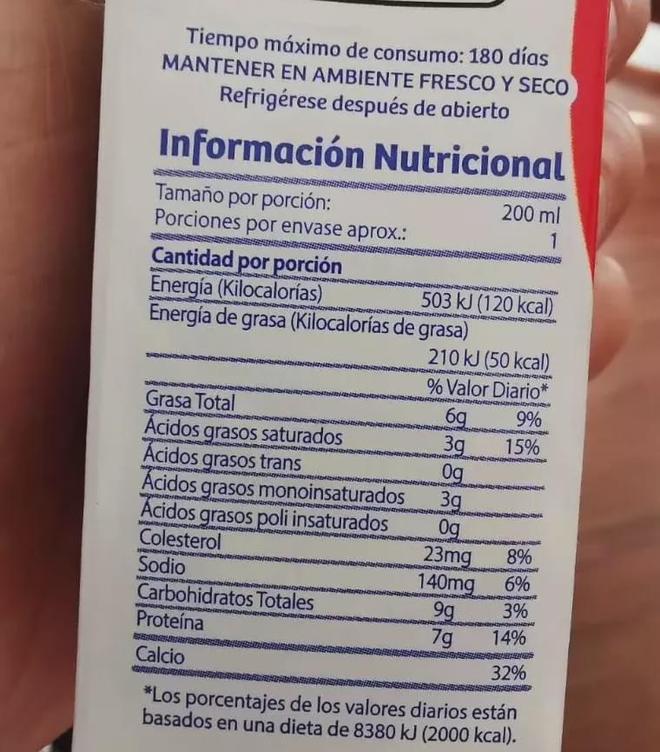 Tiempo máximo de consumo: 180 días
MANTENER EN AMBIENTE FRESCO Y SECO
Refrigérese después de abierto
Información Nutricional
Tamaño por porción: 200 ml
Porciones por envase aprox.: 1
Cantidad por porción
Energía (Kilocalorías) 503 kJ (120 kcal)
Energía de grasa (Kilocalorías de grasa)
210 kJ (50 kcal)
% Valor Diario*
Grasa Total 6g 9%
Ácidos grasos saturados 3g 15%
Ácidos grasos trans 0g
Ácidos grasos monoinsaturados 3g
Ácidos grasos poli insaturados 0g
Colesterol 23mg 8%
Sodio 140mg 6%
Carbohidratos Totales 9g 3%
Proteína 7g 14%
Calcio 32%
*Los porcentajes de los valores diarios están
basados en una dieta de 8380 kJ (2000 kcal).